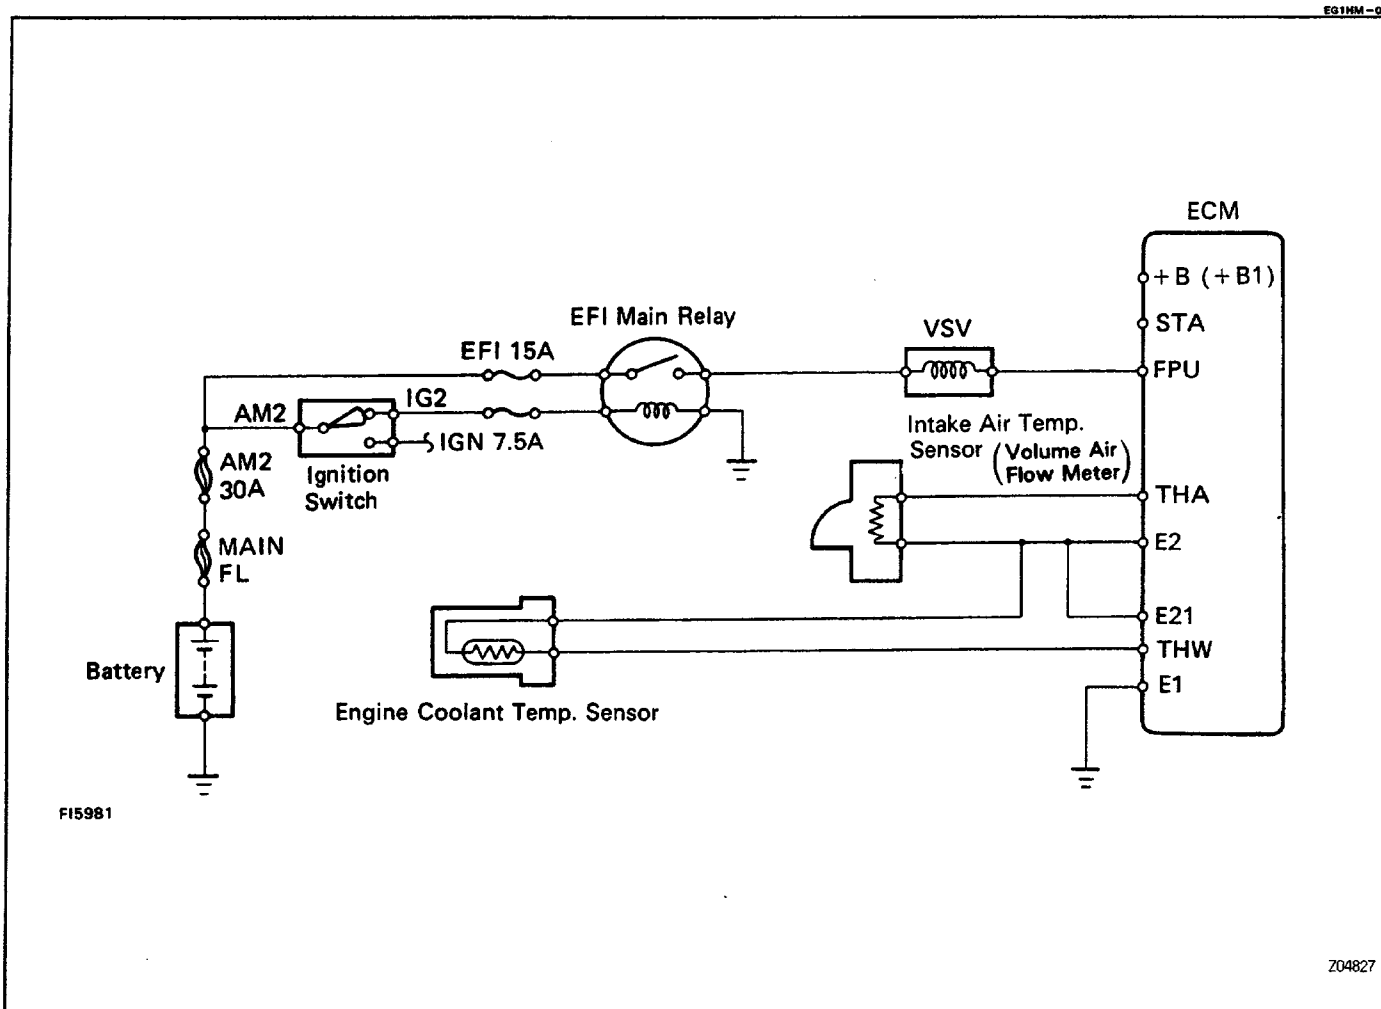 ECM
+B (+B1)
STA
FPU
THA
E2
E21
THW
E1
EFI Main Relay
VSV
EFI 15A
AM2
IG2
IGN 7.5A
Ignition
Switch
AM2
30A
MAIN
FL
Battery
Intake Air Temp.
Sensor (Volume Air
Flow Meter)
Engine Coolant Temp. Sensor
FI5981
Z04827